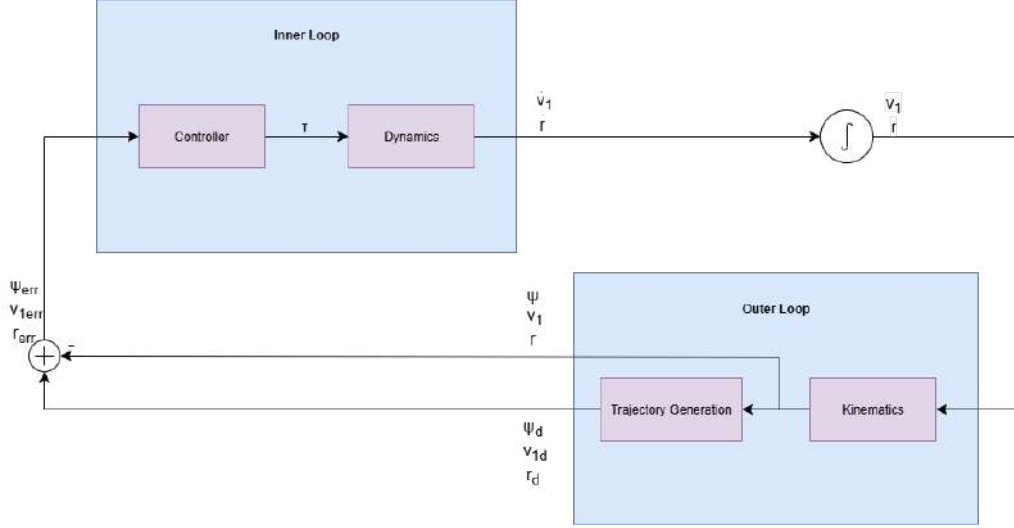 Inner Loop
Controller
τ
Dynamics
v̇₁
ṙ
∫
v₁
r
ψerr
v1err
rerr
+
-
ψ
v₁
r
Outer Loop
Trajectory Generation
Kinematics
ψd
v1d
rd